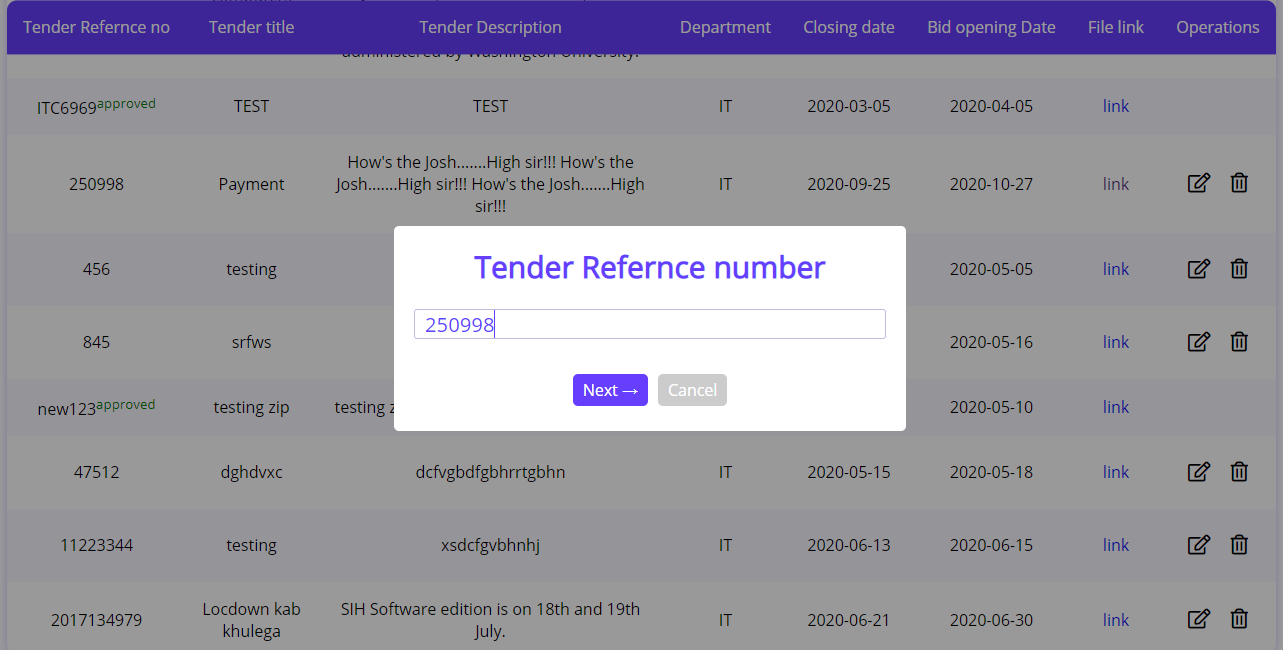 Tender Refernce no Tender title Tender Description Department Closing date Bid opening Date File link Operations
administered by Washington University.
ITC6969approved TEST TEST IT 2020-03-05 2020-04-05 link
How's the Josh.......High sir!!! How's the
250998 Payment Josh.......High sir!!! How's the Josh.......High IT 2020-09-25 2020-10-27 link
sir!!!
Tender Refernce number
456 testing 2020-05-05 link
250998
845 srfws 2020-05-16 link
Next → Cancel
new123approved testing zip testing 2020-05-10 link
47512 dghdvxc dcfvgbdfgbhrrtgbhn IT 2020-05-15 2020-05-18 link
11223344 testing xsdcfgvbhnhj IT 2020-06-13 2020-06-15 link
Locdown kab SIH Software edition is on 18th and 19th
2017134979 IT 2020-06-21 2020-06-30 link
khulega July.